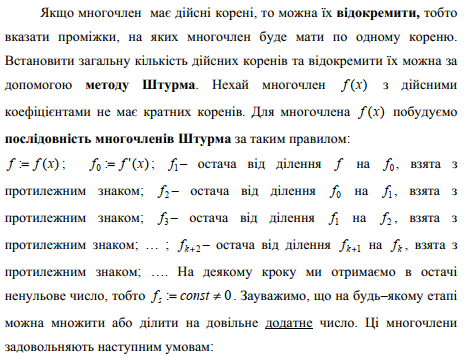 Якщо многочлен має дійсні корені, то можна їх відокремити, тобто
вказати проміжки, на яких многочлен буде мати по одному кореню.
Встановити загальну кількість дійсних коренів та відокремити їх можна за
допомогою методу Штурма. Нехай многочлен f(x) з дійсними
коефіцієнтами не має кратних коренів. Для многочлена f(x) побудуємо
послідовність многочленів Штурма за таким правилом:
f := f(x); f₀ := f'(x); f₁– остача від ділення f на f₀, взята з
протилежним знаком; f₂– остача від ділення f₀ на f₁, взята з
протилежним знаком; f₃– остача від ділення f₁ на f₂, взята з
протилежним знаком; … ; fₖ₊₂– остача від ділення fₖ₊₁ на fₖ, взята з
протилежним знаком; …. На деякому кроку ми отримаємо в остачі
ненульове число, тобто fₛ := const ≠ 0. Зауважимо, що на будь–якому етапі
можна множити або ділити на довільне додатне число. Ці многочлени
задовольняють наступним умовам: